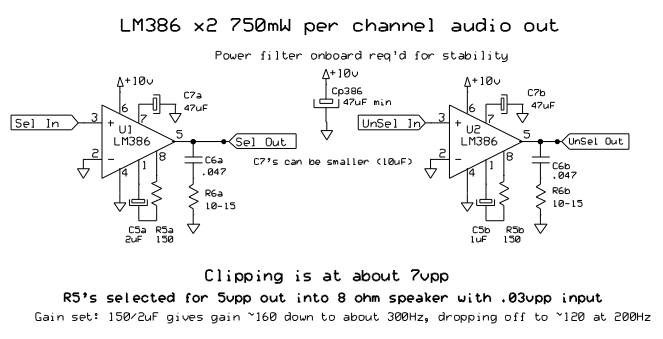 LM386 x2 750mW per channel audio out
Power filter onboard req'd for stability
+10v
C7a
47uF
6
7
Sel In
3
+
U1
LM386
5
Sel Out
2
-
4
1
8
C6a
.047
R6a
10-15
C5a
2uF
R5a
150
+10v
Cp386
47uF min
C7's can be smaller (10uF)
+10v
C7b
47uF
6
7
UnSel In
3
+
U2
LM386
5
UnSel Out
2
-
4
1
8
C6b
.047
R6b
10-15
C5b
1uF
R5b
150
Clipping is at about 7vpp
R5's selected for 5vpp out into 8 ohm speaker with .03vpp input
Gain set: 150/2uF gives gain ~160 down to about 300Hz, dropping off to ~120 at 200Hz